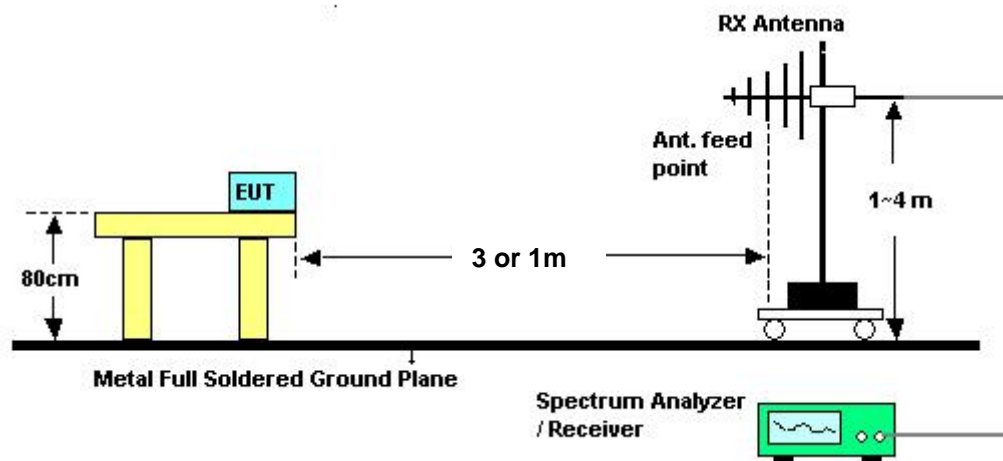 RX Antenna
Ant. feed
point
EUT
1~4 m
3 or 1m
80cm
Metal Full Soldered Ground Plane
Spectrum Analyzer
/ Receiver